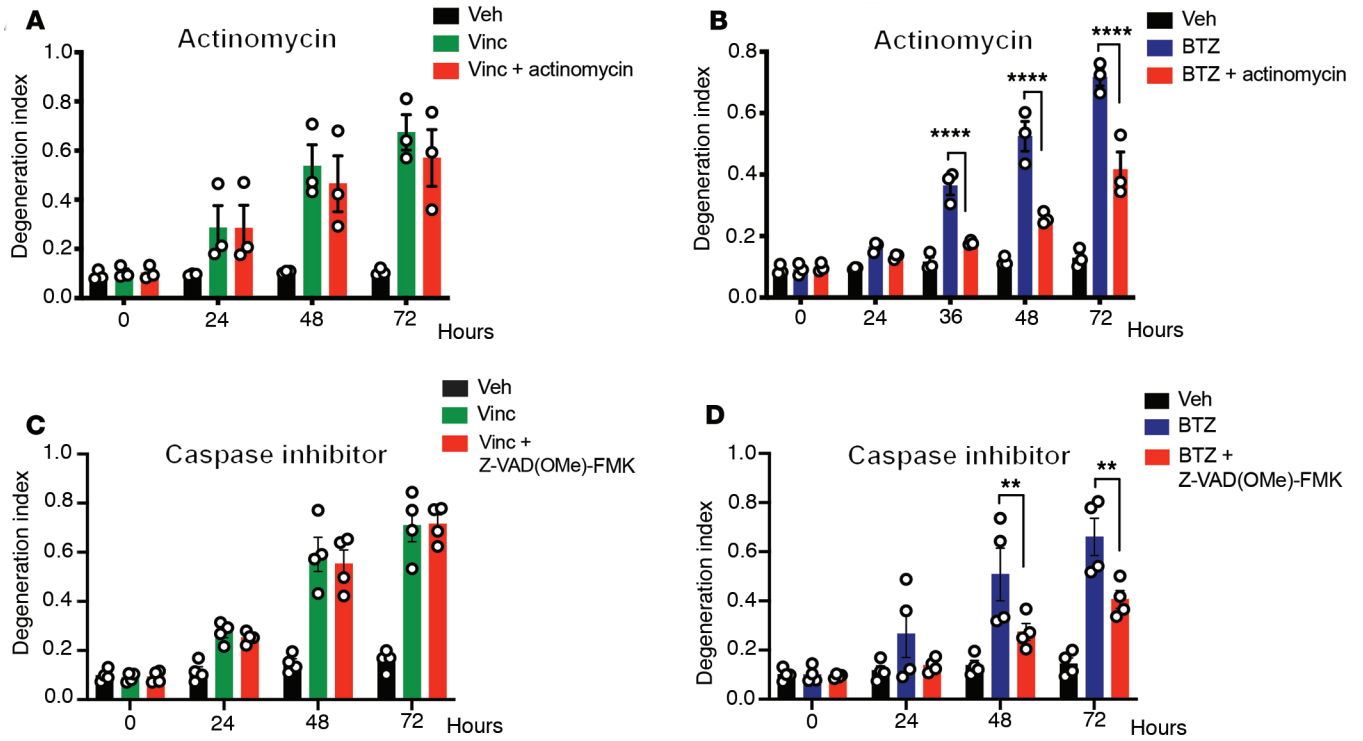 A
Actinomycin
Veh
Vinc
Vinc + actinomycin
Degeneration index
1.0
0.8
0.6
0.4
0.2
0.0
0
24
48
72
Hours
B
Actinomycin
Veh
BTZ
BTZ + actinomycin
Degeneration index
0.8
0.6
0.4
0.2
0.0
****
****
****
0
24
36
48
72
Hours
C
Caspase inhibitor
Veh
Vinc
Vinc +
Z-VAD(OMe)-FMK
Degeneration index
1.0
0.8
0.6
0.4
0.2
0.0
0
24
48
72
Hours
D
Caspase inhibitor
Veh
BTZ
BTZ +
Z-VAD(OMe)-FMK
Degeneration index
1.0
0.8
0.6
0.4
0.2
0.0
**
**
0
24
48
72
Hours